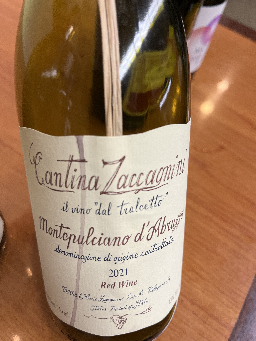 Cantina Zaccagnini
il vino "dal tralcetto"
Montepulciano d'Abruzzo
denominazione di origine controllata
2021
Red Wine